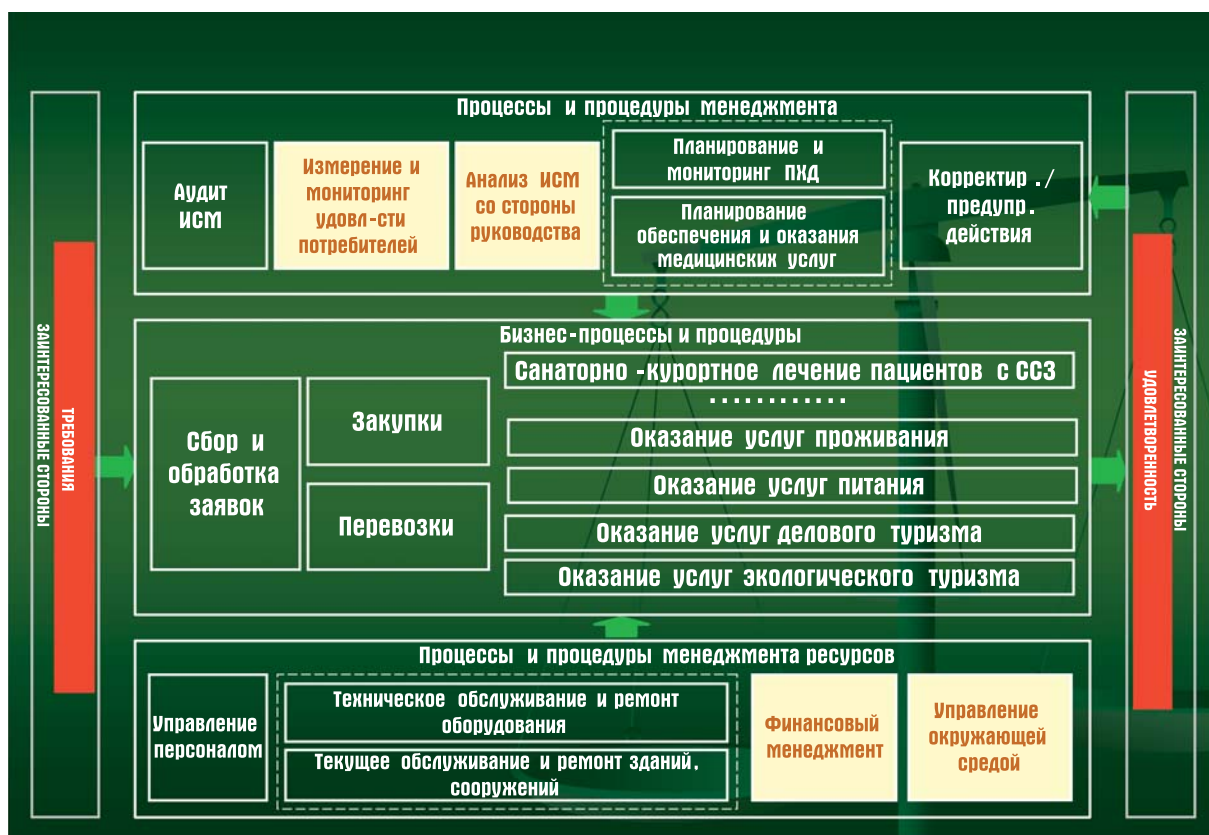 Процессы и процедуры менеджмента
Аудит
ИСМ
Измерение и
мониторинг
удовл-сти
потребителей
Анализ ИСМ
со стороны
руководства
Планирование и
мониторинг ПХД
Планирование
обеспечения и оказания
медицинских услуг
Корректир ./
предупр.
действия
ЗАИНТЕРЕСОВАННЫЕ СТОРОНЫ
ТРЕБОВАНИЯ
Бизнес-процессы и процедуры
Сбор и
обработка
заявок
Закупки
Перевозки
Санаторно -курортное лечение пациентов с ССЗ
............
Оказание услуг проживания
Оказание услуг питания
Оказание услуг делового туризма
Оказание услуг экологического туризма
УДОВЛЕТВОРЕННОСТЬ
ЗАИНТЕРЕСОВАННЫЕ СТОРОНЫ
Процессы и процедуры менеджмента ресурсов
Управление
персоналом
Техническое обслуживание и ремонт
оборудования
Текущее обслуживание и ремонт зданий,
сооружений
Финансовый
менеджмент
Управление
окружающей
средой